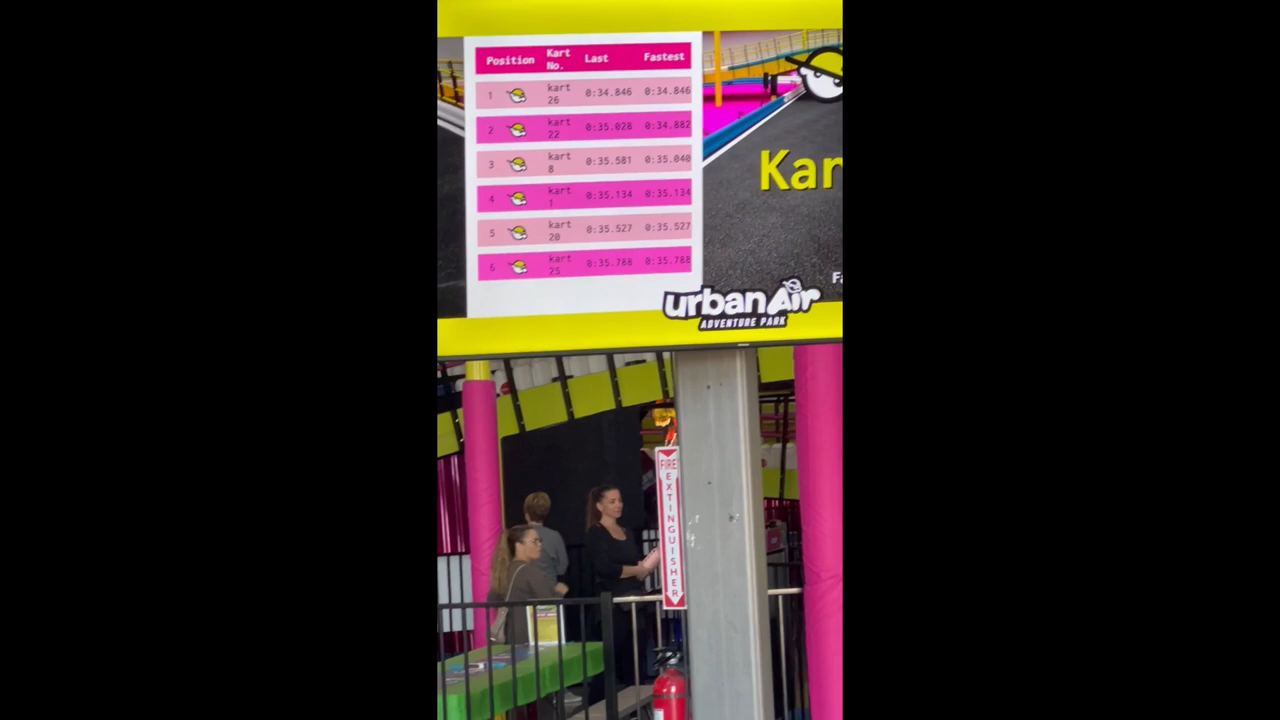 Position Kart No. Last Fastest
1 kart 26 0:34.846 0:34.846
2 kart 22 0:35.028 0:34.882
3 kart 8 0:35.581 0:35.040
4 kart 1 0:35.134 0:35.134
5 kart 20 0:35.527 0:35.527
6 kart 25 0:35.788 0:35.788
Kar
Fa
urbanAir
ADVENTURE PARK
FIRE
EXTINGUISHER